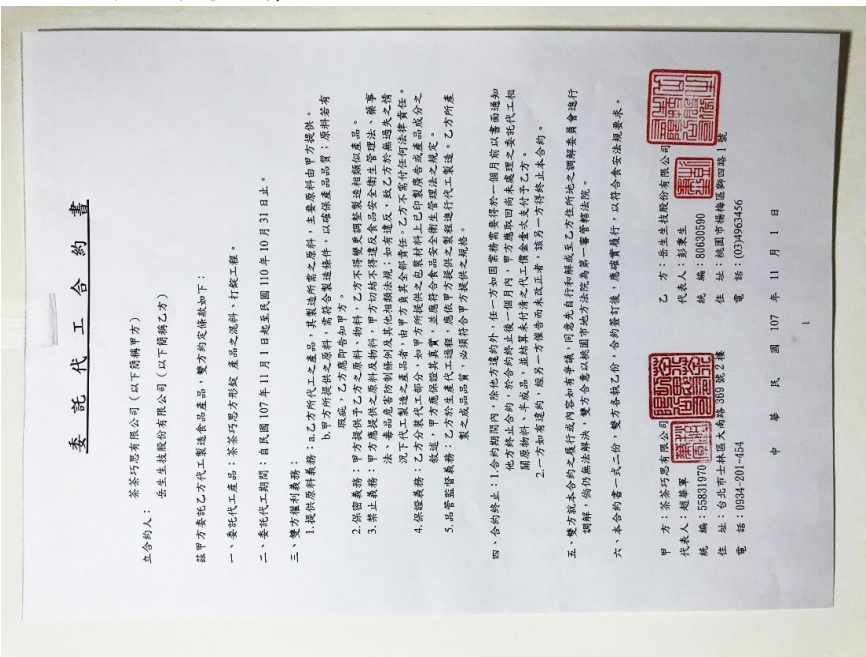 委託代工合約書
立合約人：
茶茶巧思有限公司（以下簡稱甲方）
岳生生技股份有限公司（以下簡稱乙方）
茲甲方委託乙方代工製造食品產品，雙方約定條款如下：
一、委託代工產品：茶茶巧思方形錠 產品之混料、打錠工程。
二、委託代工期間：自民國107年11月1日起至民國110年10月31日止。
三、雙方權利義務：
1.提供原料義務：a.乙方所代工之產品，其製造所需之原料，主要原料由甲方提供。
b.甲方所提供之原料，需符合製造條件，以確保產品品質；原料若有
瑕疵，乙方應即告知甲方。
2.保密義務：甲方提供予乙方之原料、物料，乙方不得變更調整製造相類似產品。
3.禁止義務：甲方應提供之原料及物料，甲方切結不得違反食品安全衛生管理法、藥事
法、毒品危害防制條例及其他相類法規；如有違反，致乙方於無過失之情
況下代工製造之產品者，由甲方負其全部責任。乙方不需付任何法律責任。
4.保證義務：乙方分裝代工部分，如甲方所提供之包裝材料上已印製廣告或產品成分之
敘述，甲方應保證其真實，並應符合食品安全衛生管理法之規定。
5.品管監督義務：乙方於生產代工過程，應依甲方提供之製程進行代工製造。乙方所產
製之成品品質，必須符合甲方提供之規格。
四、合約終止：1.合約期間內，除他方違約外，任一方如因業務需要得於一個月前以書面通知
他方終止合約，於合約終止後一個月內，甲方應取回尚未處理之委託代工相
關原物料、半成品，並結算未付清之代工價金壹次支付予乙方。
2.一方如有違約，經另一方催告而未改正者，該另一方得終止本合約。
五、雙方就本合約之履行或內容如有爭議，同意先自行和解或至乙方住所地之調解委員會進行
調解，倘仍無法解決，雙方合意以桃園市地方法院為第一審管轄法院。
六、本合約書一式二份，雙方各執乙份，合約簽訂後，應確實履行，以符合食安法規要求。
甲 方：茶茶巧思有限公司
代表人：趙華軍
統 編：55831970
住 址：台北市士林區大南路369號2樓
電 話：0934-201-454
乙 方：岳生生技股份有限公司
代表人：彭秉生
統 編：80630590
住 址：桃園市楊梅區獅四路1號
電 話：(03)4963456
中 華 民 國 107 年 11 月 1 日
1